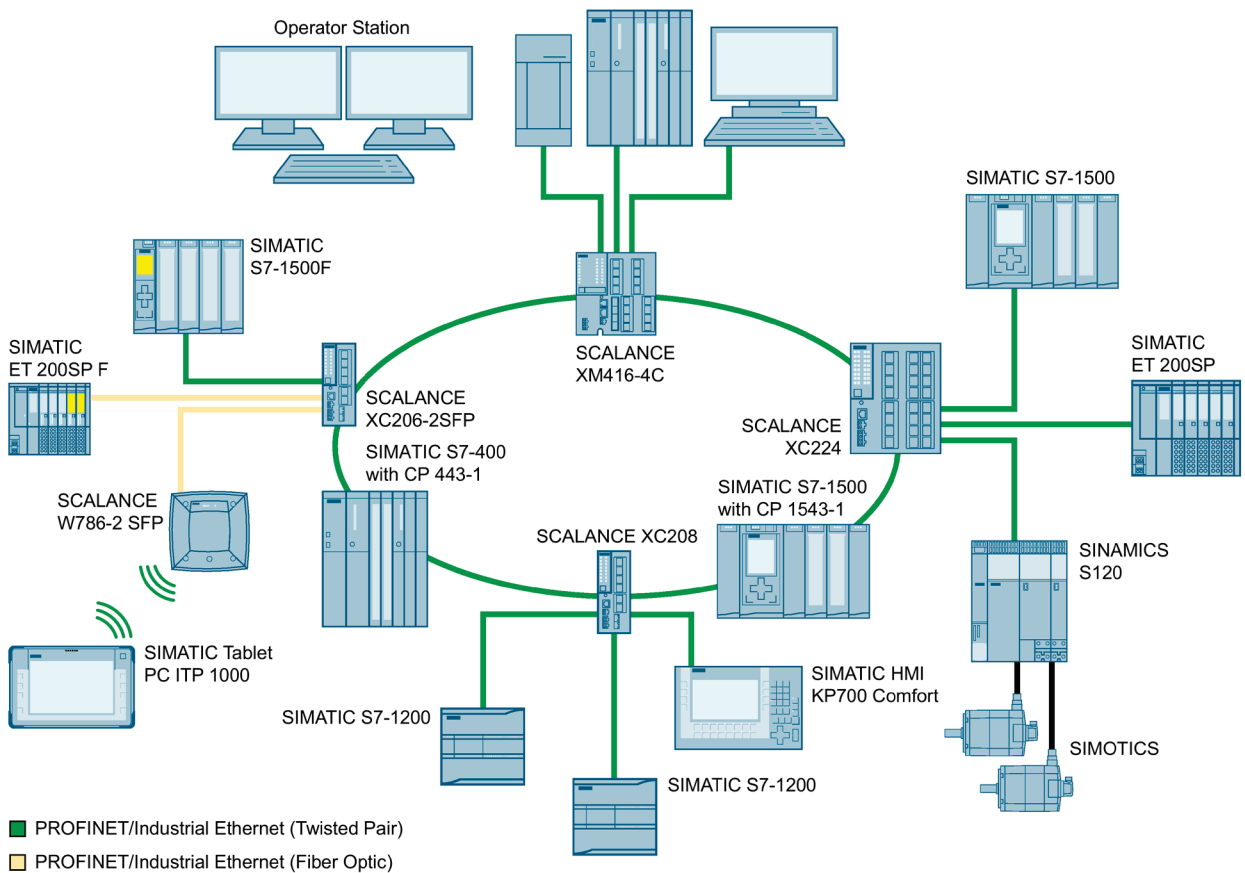 Operator Station
SIMATIC S7-1500
SIMATIC
S7-1500F
SIMATIC
ET 200SP F
SCALANCE
XM416-4C
SIMATIC
ET 200SP
SCALANCE
XC206-2SFP
SCALANCE
XC224
SIMATIC S7-400
with CP 443-1
SIMATIC S7-1500
with CP 1543-1
SCALANCE
W786-2 SFP
SCALANCE XC208
SINAMICS
S120
SIMATIC Tablet
PC ITP 1000
SIMATIC HMI
KP700 Comfort
SIMATIC S7-1200
SIMOTICS
SIMATIC S7-1200
PROFINET/Industrial Ethernet (Twisted Pair)
PROFINET/Industrial Ethernet (Fiber Optic)